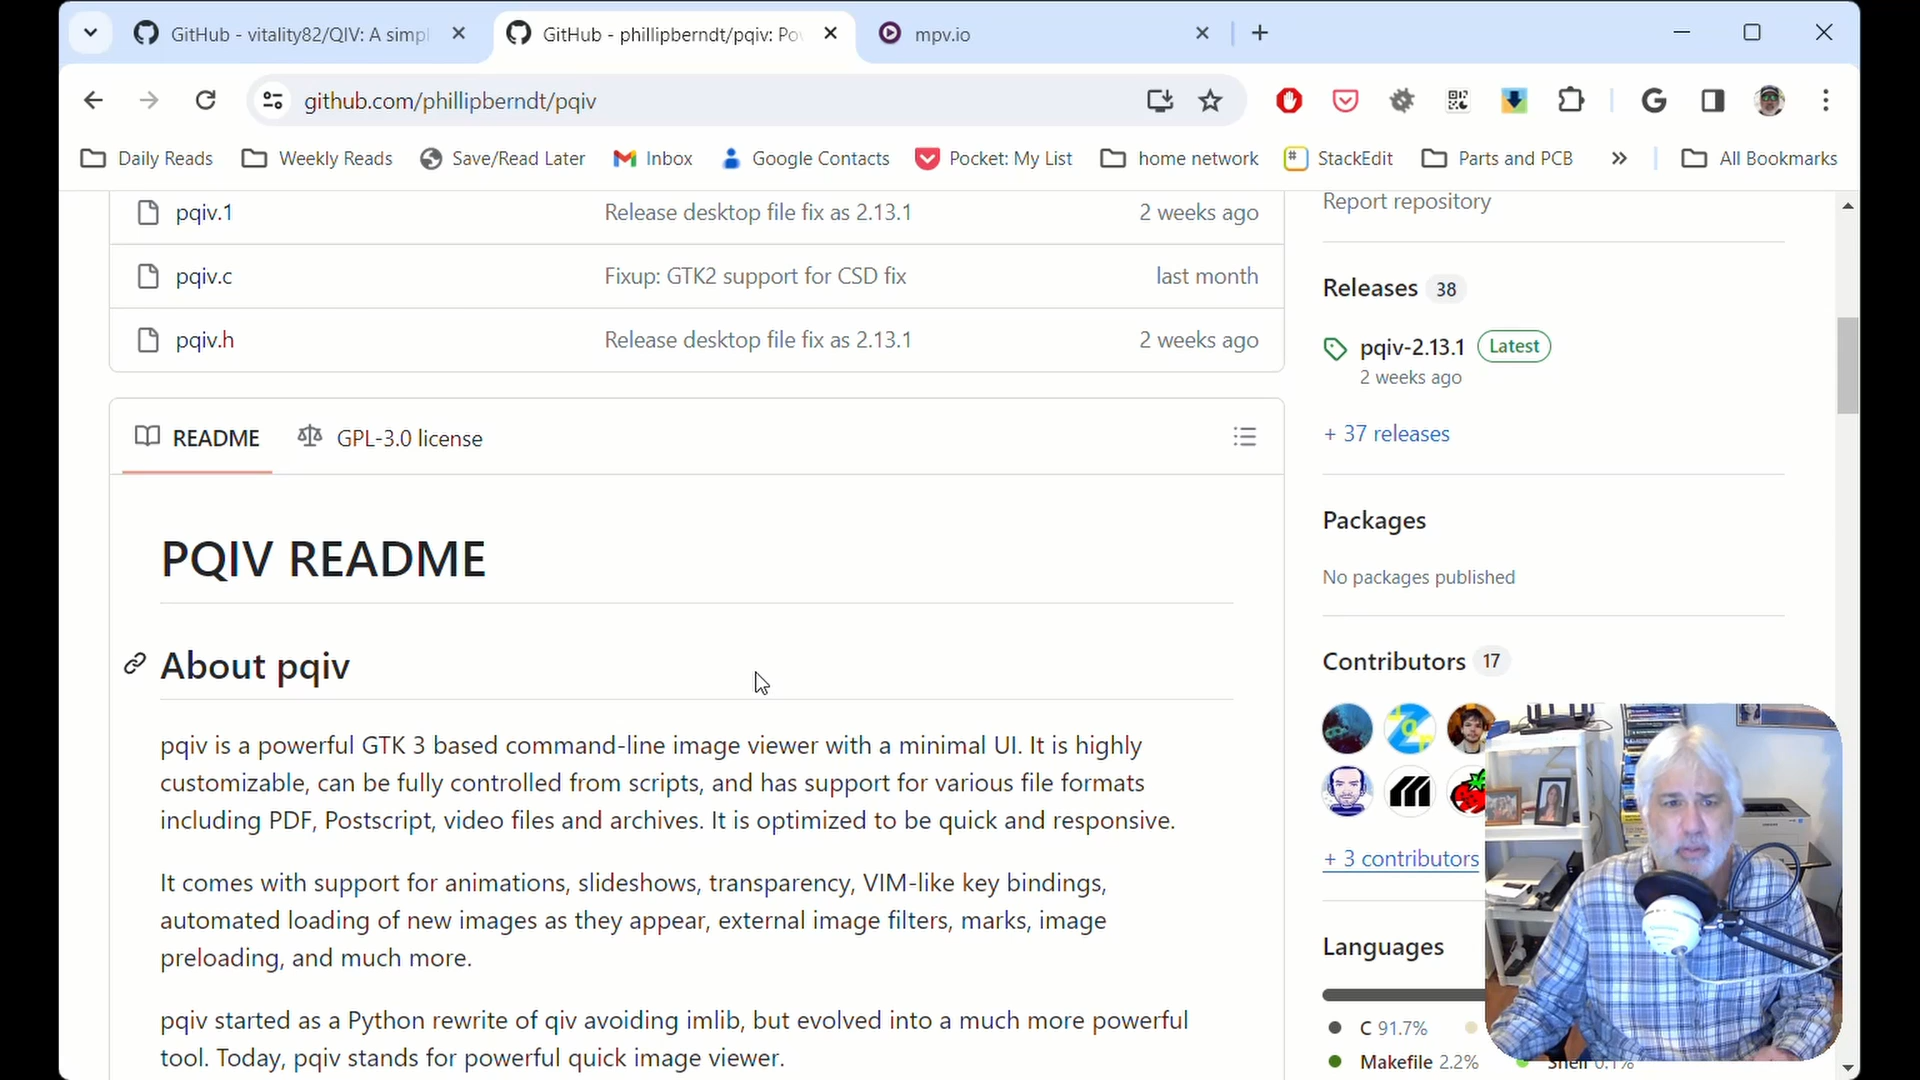 GitHub - vitality82/QIV: A simpl
GitHub - phillipberndt/pqiv: Po
mpv.io
github.com/phillipberndt/pqiv
Daily Reads
Weekly Reads
Save/Read Later
Inbox
Google Contacts
Pocket: My List
home network
StackEdit
Parts and PCB
All Bookmarks
pqiv.1 Release desktop file fix as 2.13.1 2 weeks ago
pqiv.c Fixup: GTK2 support for CSD fix last month
pqiv.h Release desktop file fix as 2.13.1 2 weeks ago
README GPL-3.0 license
PQIV README
About pqiv
pqiv is a powerful GTK 3 based command-line image viewer with a minimal UI. It is highly
customizable, can be fully controlled from scripts, and has support for various file formats
including PDF, Postscript, video files and archives. It is optimized to be quick and responsive.
It comes with support for animations, slideshows, transparency, VIM-like key bindings,
automated loading of new images as they appear, external image filters, marks, image
preloading, and much more.
pqiv started as a Python rewrite of qiv avoiding imlib, but evolved into a much more powerful
tool. Today, pqiv stands for powerful quick image viewer.
Report repository
Releases 38
pqiv-2.13.1 Latest
2 weeks ago
+ 37 releases
Packages
No packages published
Contributors 17
+ 3 contributors
Languages
C 91.7%
Makefile 2.2% Shell 0.1%